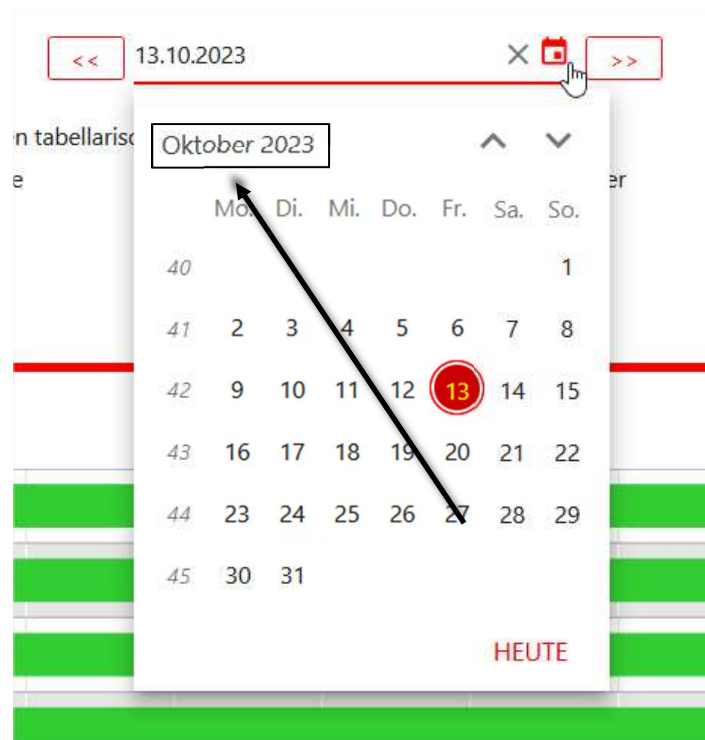 << 13.10.2023 >>
n tabellarisc
Oktober 2023
e er
Mo. Di. Mi. Do. Fr. Sa. So.
40 1
41 2 3 4 5 6 7 8
42 9 10 11 12 13 14 15
43 16 17 18 19 20 21 22
44 23 24 25 26 27 28 29
45 30 31
HEUTE